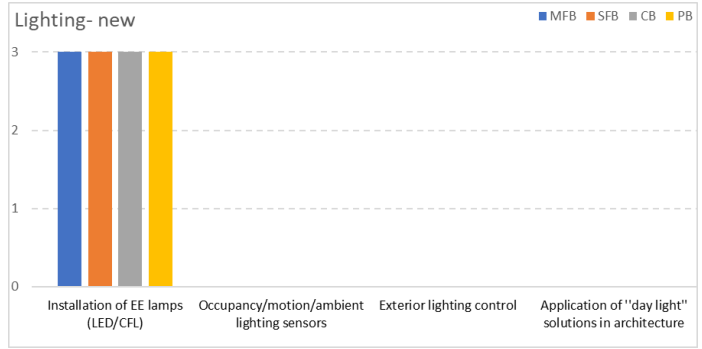 Lighting- new
MFB SFB CB PB
3
2
1
0
Installation of EE lamps
(LED/CFL)
Occupancy/motion/ambient
lighting sensors
Exterior lighting control
Application of "day light"
solutions in architecture